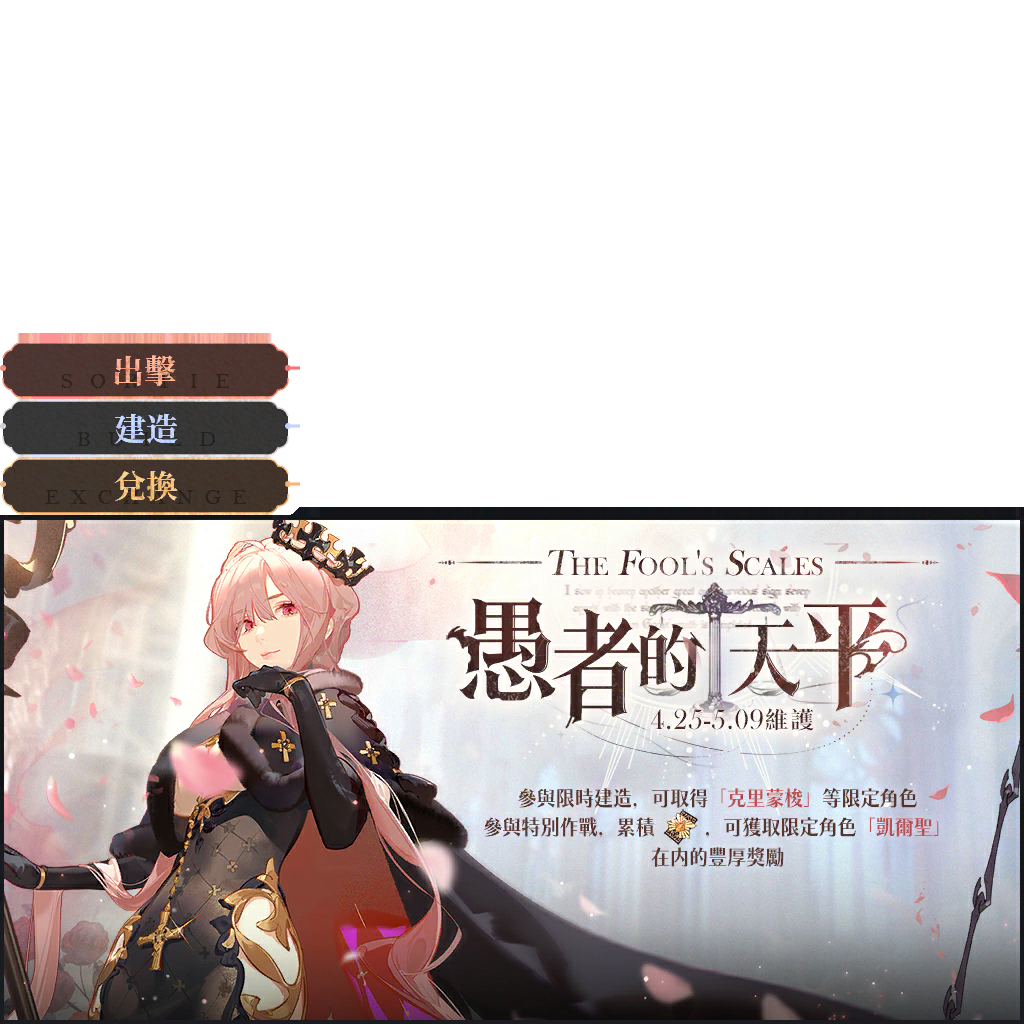 出擊
SORTIE
建造
BUILD
兌換
EXCHANGE
THE FOOL'S SCALES
愚者的天平
4.25-5.09維護
參與限時建造，可取得「克里蒙梭」等限定角色
參與特別作戰，累積 ，可獲取限定角色「凱爾聖」
在內的豐厚獎勵